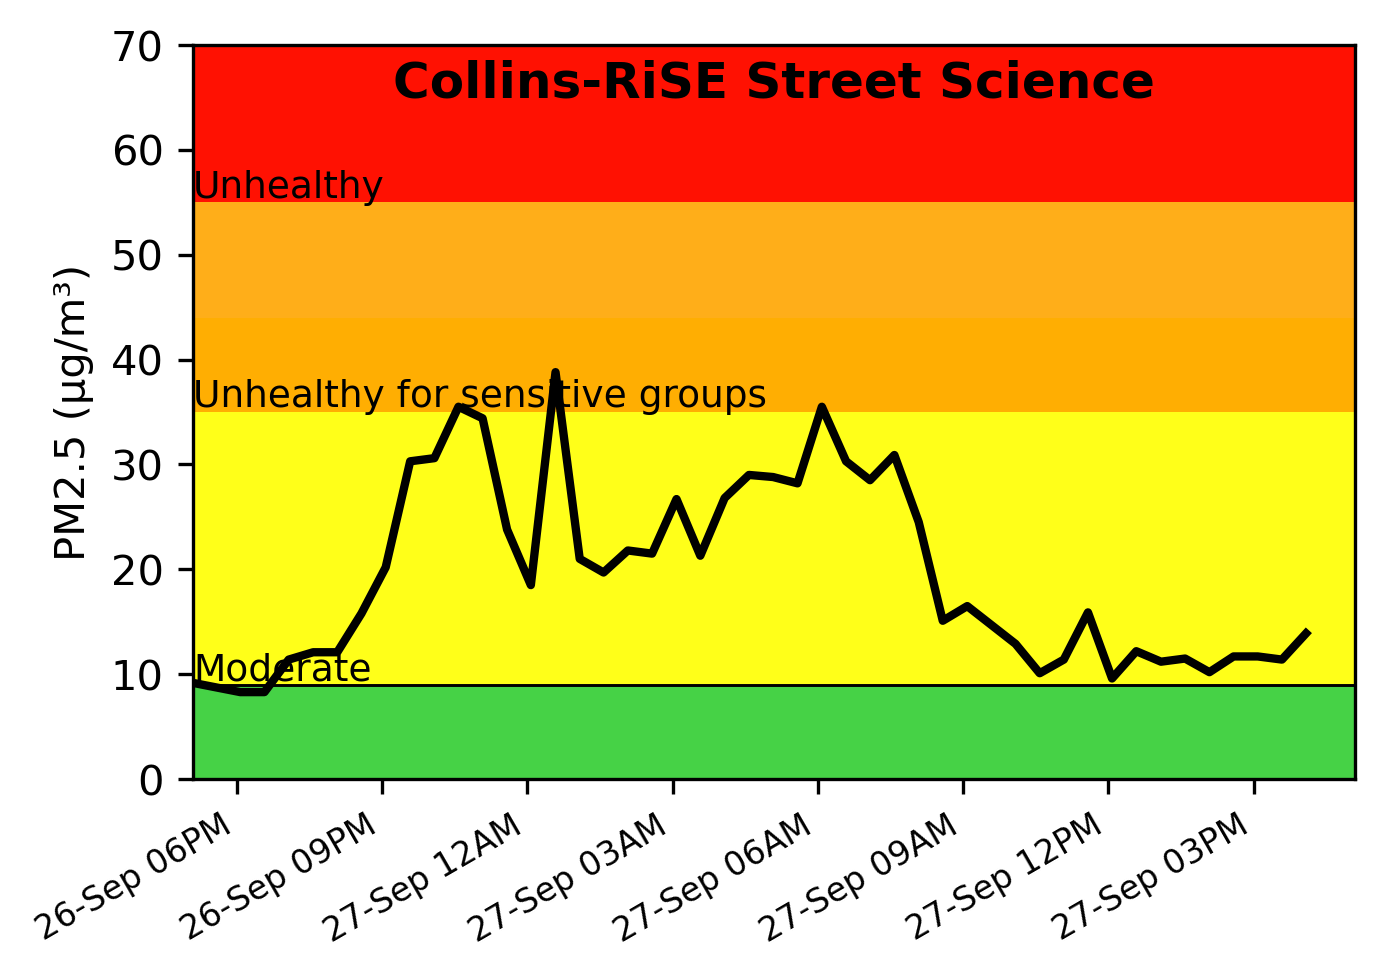 Collins-RiSE Street Science
PM2.5 (µg/m³)
70
60
Unhealthy
50
40
Unhealthy for sensitive groups
30
20
10
Moderate
0
26-Sep 06PM
26-Sep 09PM
27-Sep 12AM
27-Sep 03AM
27-Sep 06AM
27-Sep 09AM
27-Sep 12PM
27-Sep 03PM